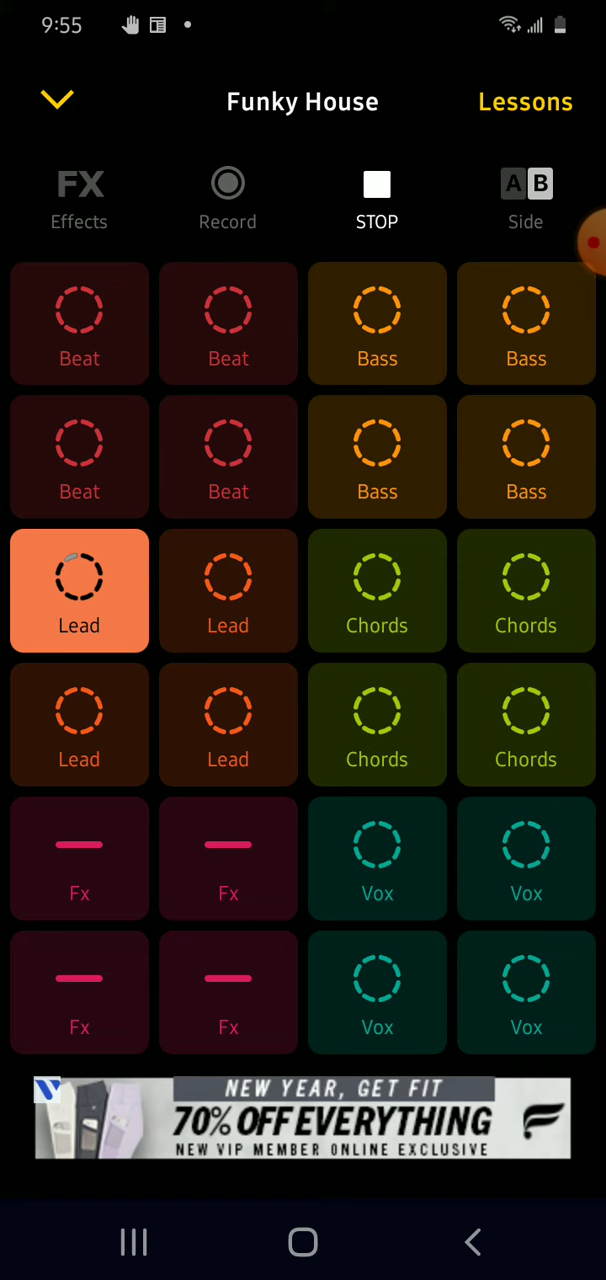 9:55
Funky House
Lessons
FX
A B
Effects
Record
STOP
Side
Beat
Beat
Bass
Bass
Beat
Beat
Bass
Bass
Lead
Lead
Chords
Chords
Lead
Lead
Chords
Chords
Fx
Fx
Vox
Vox
Fx
Fx
Vox
Vox
NEW YEAR, GET FIT
70% OFF EVERYTHING
NEW VIP MEMBER ONLINE EXCLUSIVE